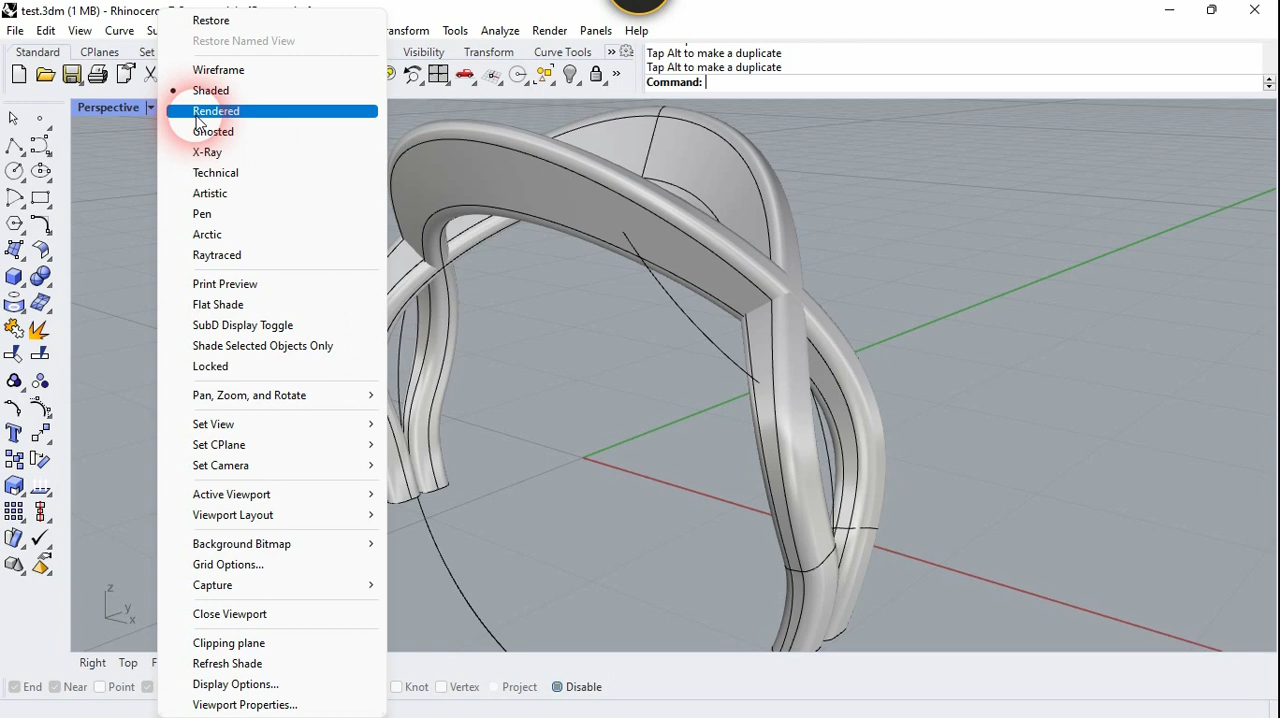 test.3dm (1 MB) - Rhinoceros
File Edit View Curve Su
ransform Tools Analyze Render Panels Help
Standard CPlanes Set
Visibility Transform Curve Tools »
Tap Alt to make a duplicate
Tap Alt to make a duplicate
Command:
Perspective
Restore
Restore Named View
Wireframe
Shaded
Rendered
Ghosted
X-Ray
Technical
Artistic
Pen
Arctic
Raytraced
Print Preview
Flat Shade
SubD Display Toggle
Shade Selected Objects Only
Locked
Pan, Zoom, and Rotate
Set View
Set CPlane
Set Camera
Active Viewport
Viewport Layout
Background Bitmap
Grid Options...
Capture
Close Viewport
Clipping plane
Refresh Shade
Display Options...
Viewport Properties...
z
y
x
Right Top F
End Near Point
Knot Vertex Project Disable